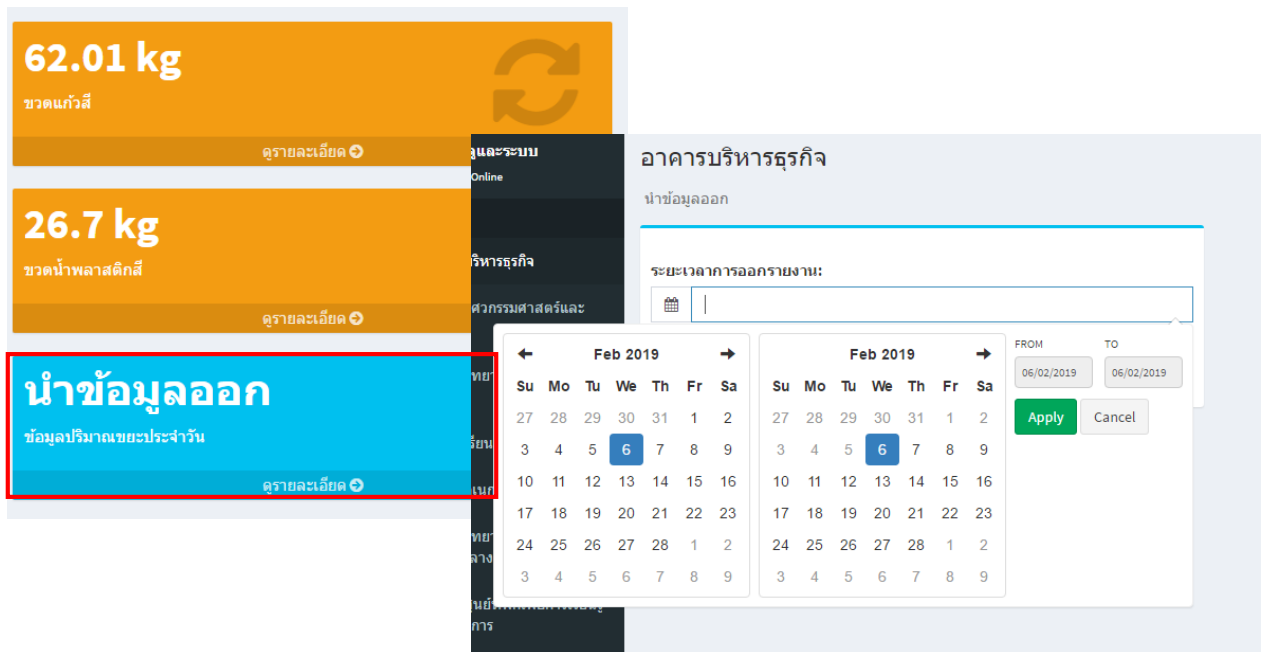 62.01 kg
ขวดแก้วสี
ดูรายละเอียด
26.7 kg
ขวดน้ำพลาสติกสี
ดูรายละเอียด
นำข้อมูลออก
ข้อมูลปริมาณขยะประจำวัน
ดูรายละเอียด
ดูแลระบบ
Online
ริหารธุรกิจ
ศวกรรมศาสตร์และ
การ
อาคารบริหารธุรกิจ
นำข้อมูลออก
ระยะเวลาการออกรายงาน:
Feb 2019
Su Mo Tu We Th Fr Sa
27 28 29 30 31 1 2
3 4 5 6 7 8 9
10 11 12 13 14 15 16
17 18 19 20 21 22 23
24 25 26 27 28 1 2
3 4 5 6 7 8 9
Feb 2019
Su Mo Tu We Th Fr Sa
27 28 29 30 31 1 2
3 4 5 6 7 8 9
10 11 12 13 14 15 16
17 18 19 20 21 22 23
24 25 26 27 28 1 2
3 4 5 6 7 8 9
FROM TO
06/02/2019 06/02/2019
Apply Cancel